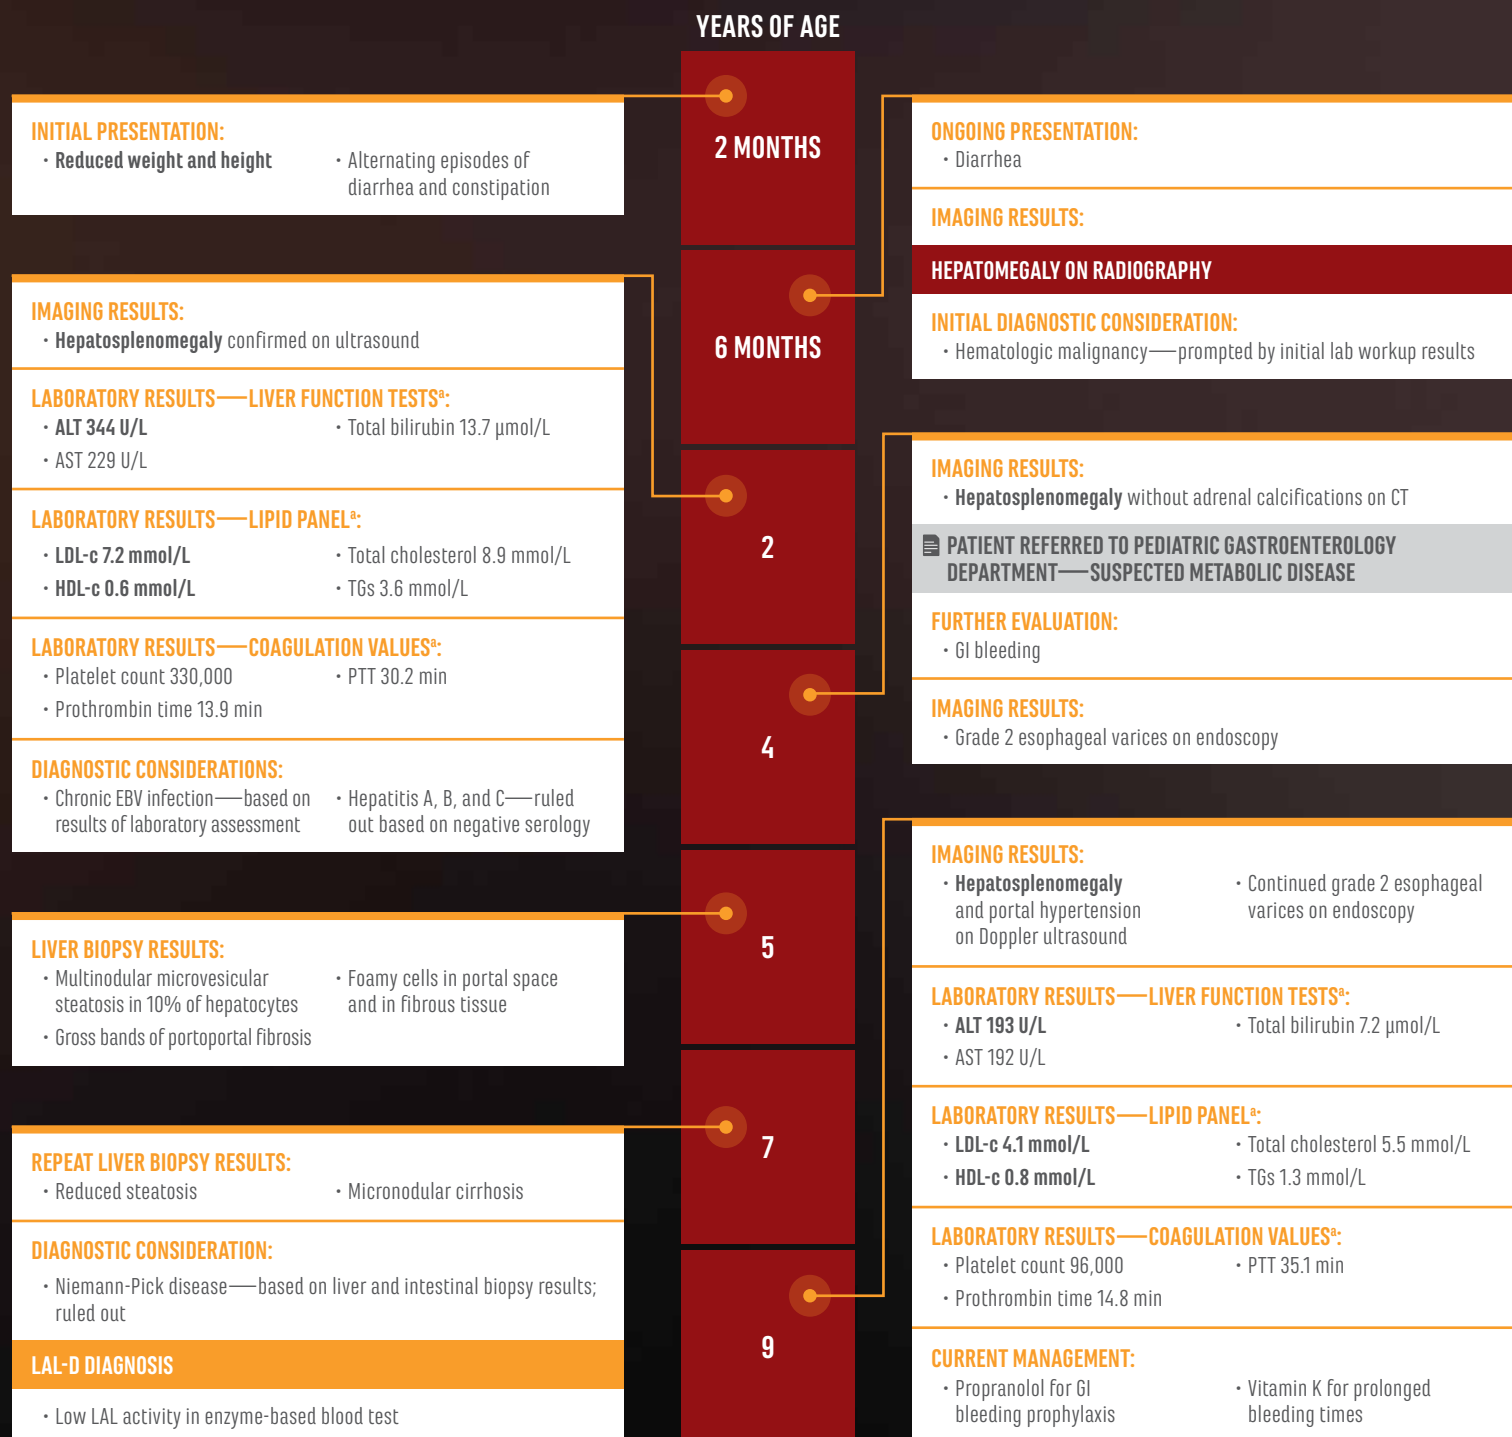 YEARS OF AGE
2 MONTHS
INITIAL PRESENTATION:
• Reduced weight and height
• Alternating episodes of
diarrhea and constipation
6 MONTHS
ONGOING PRESENTATION:
• Diarrhea
IMAGING RESULTS:
HEPATOMEGALY ON RADIOGRAPHY
INITIAL DIAGNOSTIC CONSIDERATION:
• Hematologic malignancy—prompted by initial lab workup results
2
IMAGING RESULTS:
• Hepatosplenomegaly confirmed on ultrasound
LABORATORY RESULTS—LIVER FUNCTION TESTSª:
• ALT 344 U/L
• AST 229 U/L
• Total bilirubin 13.7 µmol/L
LABORATORY RESULTS—LIPID PANELª:
• LDL-c 7.2 mmol/L
• HDL-c 0.6 mmol/L
• Total cholesterol 8.9 mmol/L
• TGs 3.6 mmol/L
LABORATORY RESULTS—COAGULATION VALUESª:
• Platelet count 330,000
• Prothrombin time 13.9 min
• PTT 30.2 min
DIAGNOSTIC CONSIDERATIONS:
• Chronic EBV infection—based on
results of laboratory assessment
• Hepatitis A, B, and C—ruled
out based on negative serology
4
IMAGING RESULTS:
• Hepatosplenomegaly without adrenal calcifications on CT
PATIENT REFERRED TO PEDIATRIC GASTROENTEROLOGY
DEPARTMENT—SUSPECTED METABOLIC DISEASE
FURTHER EVALUATION:
• GI bleeding
IMAGING RESULTS:
• Grade 2 esophageal varices on endoscopy
5
LIVER BIOPSY RESULTS:
• Multinodular microvesicular
steatosis in 10% of hepatocytes
• Gross bands of portoportal fibrosis
• Foamy cells in portal space
and in fibrous tissue
7
REPEAT LIVER BIOPSY RESULTS:
• Reduced steatosis
• Micronodular cirrhosis
DIAGNOSTIC CONSIDERATION:
• Niemann-Pick disease—based on liver and intestinal biopsy results;
ruled out
LAL-D DIAGNOSIS
• Low LAL activity in enzyme-based blood test
9
IMAGING RESULTS:
• Hepatosplenomegaly
and portal hypertension
on Doppler ultrasound
• Continued grade 2 esophageal
varices on endoscopy
LABORATORY RESULTS—LIVER FUNCTION TESTSª:
• ALT 193 U/L
• AST 192 U/L
• Total bilirubin 7.2 µmol/L
LABORATORY RESULTS—LIPID PANELª:
• LDL-c 4.1 mmol/L
• HDL-c 0.8 mmol/L
• Total cholesterol 5.5 mmol/L
• TGs 1.3 mmol/L
LABORATORY RESULTS—COAGULATION VALUESª:
• Platelet count 96,000
• Prothrombin time 14.8 min
• PTT 35.1 min
CURRENT MANAGEMENT:
• Propranolol for GI
bleeding prophylaxis
• Vitamin K for prolonged
bleeding times